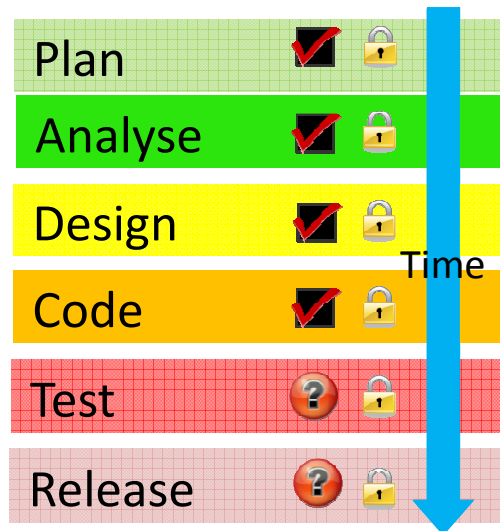 Plan
Analyse
Design
Time
Code
Test
?
Release
?